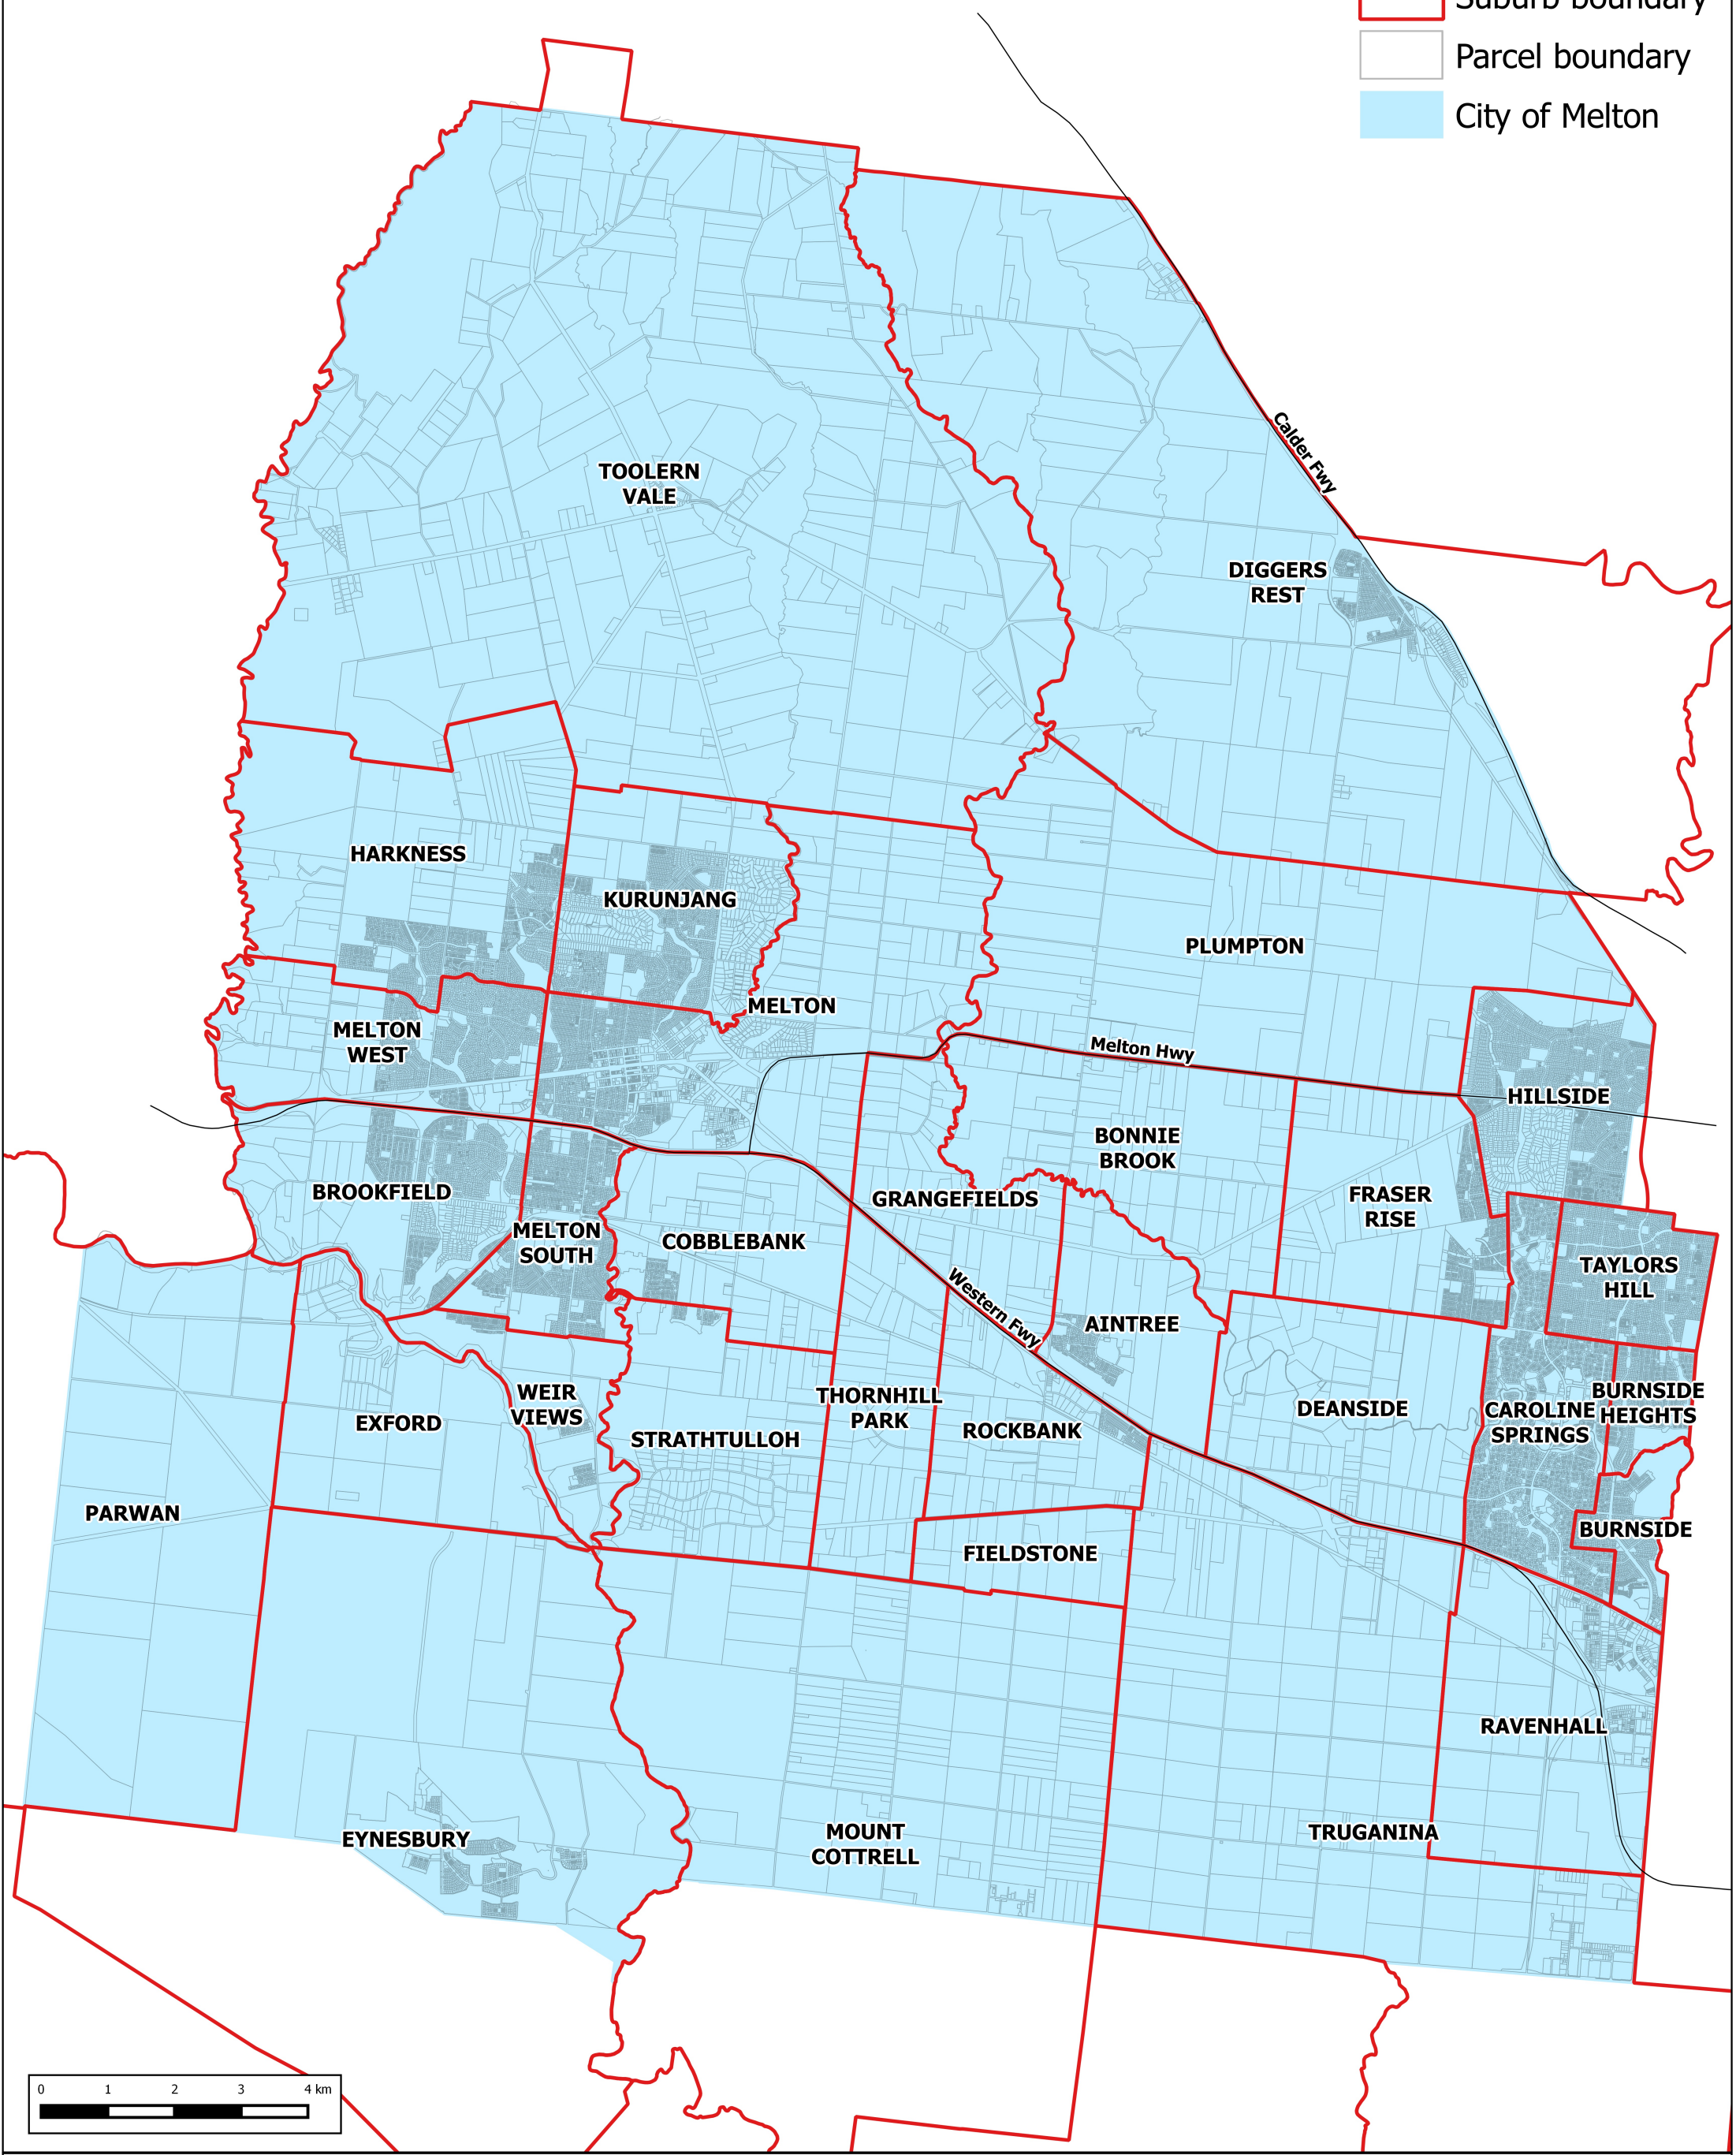 Suburb boundary
Parcel boundary
City of Melton
Calder Fwy
TOOLERN
VALE
DIGGERS
REST
HARKNESS
KURUNJANG
PLUMPTON
MELTON
MELTON
WEST
Melton Hwy
HILLSIDE
BONNIE
BROOK
BROOKFIELD
GRANGEFIELDS
FRASER
RISE
MELTON
SOUTH
COBBLEBANK
TAYLORS
HILL
Western Fwy
AINTREE
WEIR
VIEWS
EXFORD
THORNHILL
PARK
ROCKBANK
DEANSIDE
CAROLINE
SPRINGS
BURNSIDE
HEIGHTS
STRATHTULLOH
PARWAN
BURNSIDE
FIELDSTONE
RAVENHALL
EYNESBURY
MOUNT
COTTRELL
TRUGANINA
0 1 2 3 4 km